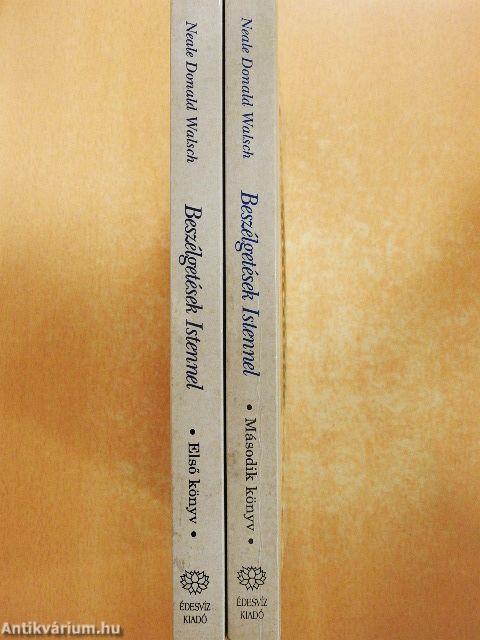 Neale Donald Walsch
Beszélgetések Istennel
• Első könyv •
ÉDESVÍZ
KIADÓ
Neale Donald Walsch
Beszélgetések Istennel
• Második könyv •
ÉDESVÍZ
KIADÓ
Antikvárium.hu